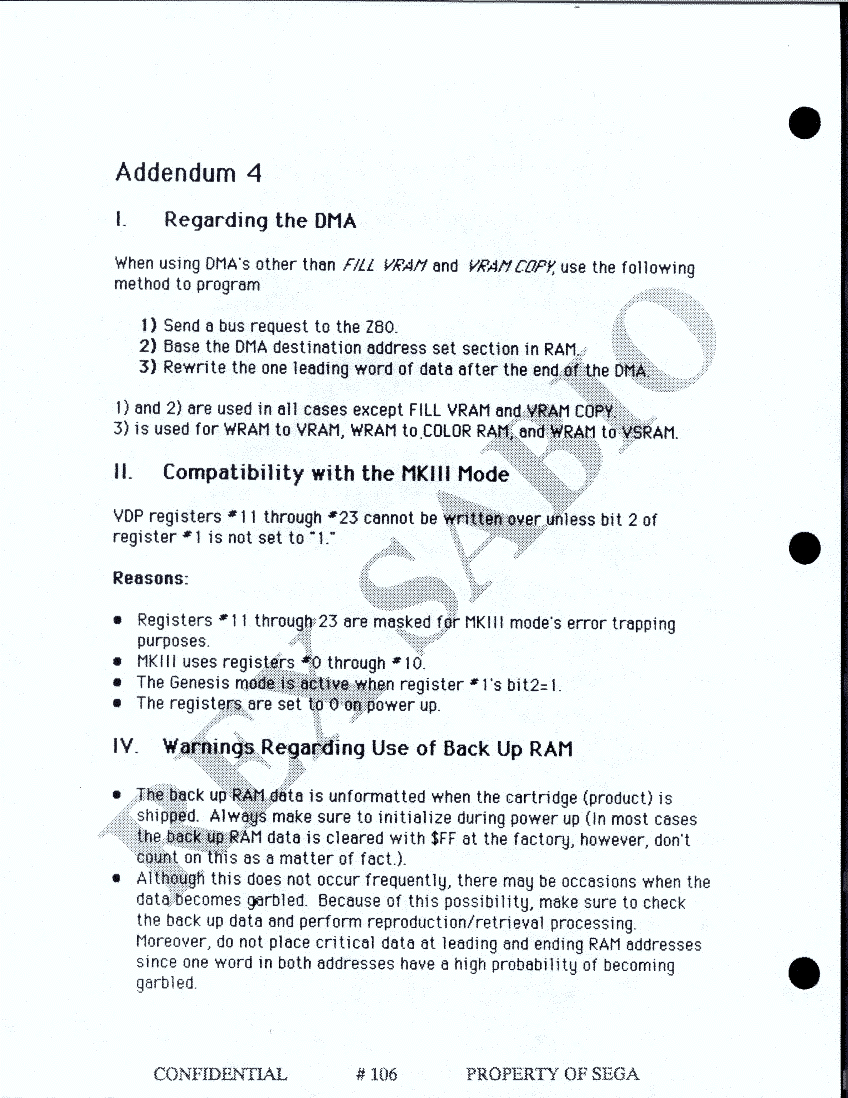 Addendum 4
I. Regarding the DMA
When using DMA's other than FILL VRAM and VRAM COPY, use the following
method to program
1) Send a bus request to the Z80.
2) Base the DMA destination address set section in RAM.
3) Rewrite the one leading word of data after the end of the DMA.
1) and 2) are used in all cases except FILL VRAM and VRAM COPY.
3) is used for WRAM to VRAM, WRAM to COLOR RAM, and WRAM to VSRAM.
II. Compatibility with the MKIII Mode
VDP registers #11 through #23 cannot be written over unless bit 2 of
register #1 is not set to "1."
Reasons:
• Registers #11 through 23 are masked for MKIII mode's error trapping
purposes.
• MKIII uses registers #0 through #10.
• The Genesis mode is active when register #1's bit2=1.
• The registers are set to 0 on power up.
IV. Warnings Regarding Use of Back Up RAM
• The back up RAM data is unformatted when the cartridge (product) is
shipped. Always make sure to initialize during power up (In most cases
the back up RAM data is cleared with $FF at the factory, however, don't
count on this as a matter of fact.).
• Although this does not occur frequently, there may be occasions when the
data becomes garbled. Because of this possibility, make sure to check
the back up data and perform reproduction/retrieval processing.
Moreover, do not place critical data at leading and ending RAM addresses
since one word in both addresses have a high probability of becoming
garbled.
REX SABIO
CONFIDENTIAL # 106 PROPERTY OF SEGA